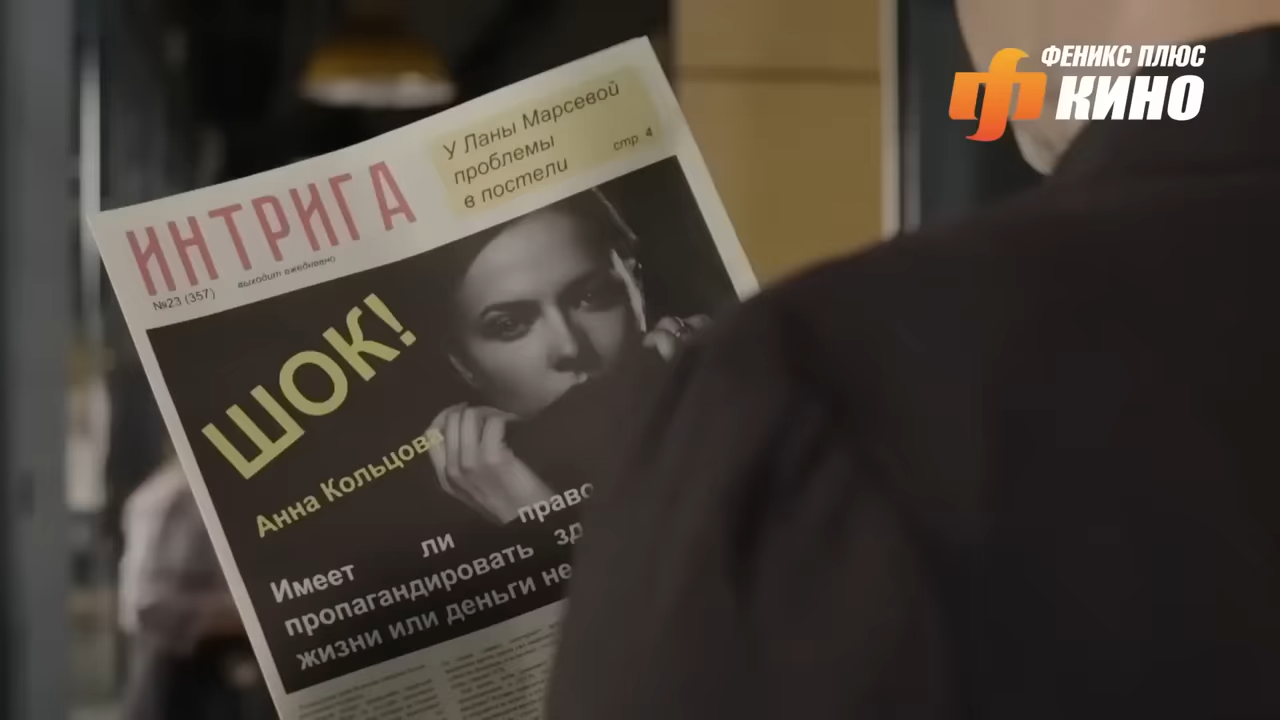 ФЕНИКС ПЛЮС
КИНО
У Ланы Марсевой
проблемы
в постели
стр 4
ИНТРИГА
выходит ежедневно
№23 (357)
ШОК!
Анна Кольцова
Имеет ли право
пропагандировать
жизни или деньги не